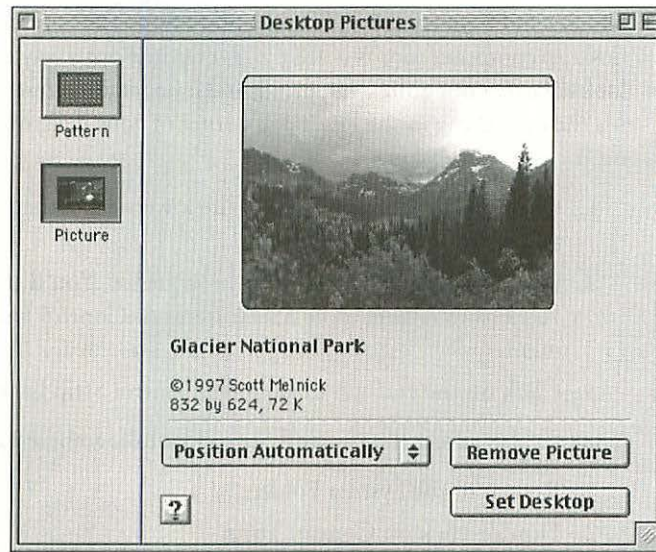 Desktop Pictures
Pattern
Picture
Glacier National Park
©1997 Scott Melnick
832 by 624, 72 K
Position Automatically
Remove Picture
?
Set Desktop